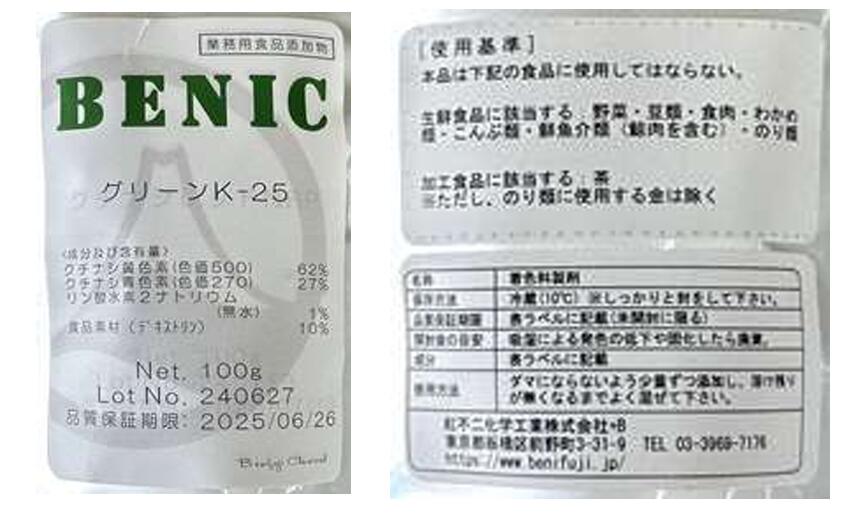 業務用食品添加物
BENIC
グリーンK-25
<成分及び含有量>
クチナシ黄色素(色価500) 62%
クチナシ青色素(色価270) 27%
リン酸水素2ナトリウム
(無水) 1%
食品素材(デキストリン) 10%
Net. 100g
Lot No. 240627
品質保証期限: 2025/06/26
[使用基準]
本品は下記の食品に使用してはならない。
生鮮食品に該当する:野菜・豆類・食肉・わかめ
類・こんぶ類・鮮魚介類(鯨肉を含む)・のり類
加工食品に該当する:茶
※ただし、のり類に使用する金は除く
名称 着色料製剤
保存方法 冷蔵(10℃) ※しっかりと封をして下さい。
品質保証期限 表ラベルに記載(未開封に限る)
開封後の目安 吸湿による発色の低下や固化したら廃棄。
成分 表ラベルに記載
使用方法 ダマにならないよう少量ずつ添加し、溶け残り
が無くなるまでよく混ぜて下さい。
紅不二化学工業株式会社+B
東京都板橋区前野町3-31-9 TEL 03-3969-7176
https://www.benifuji.jp/